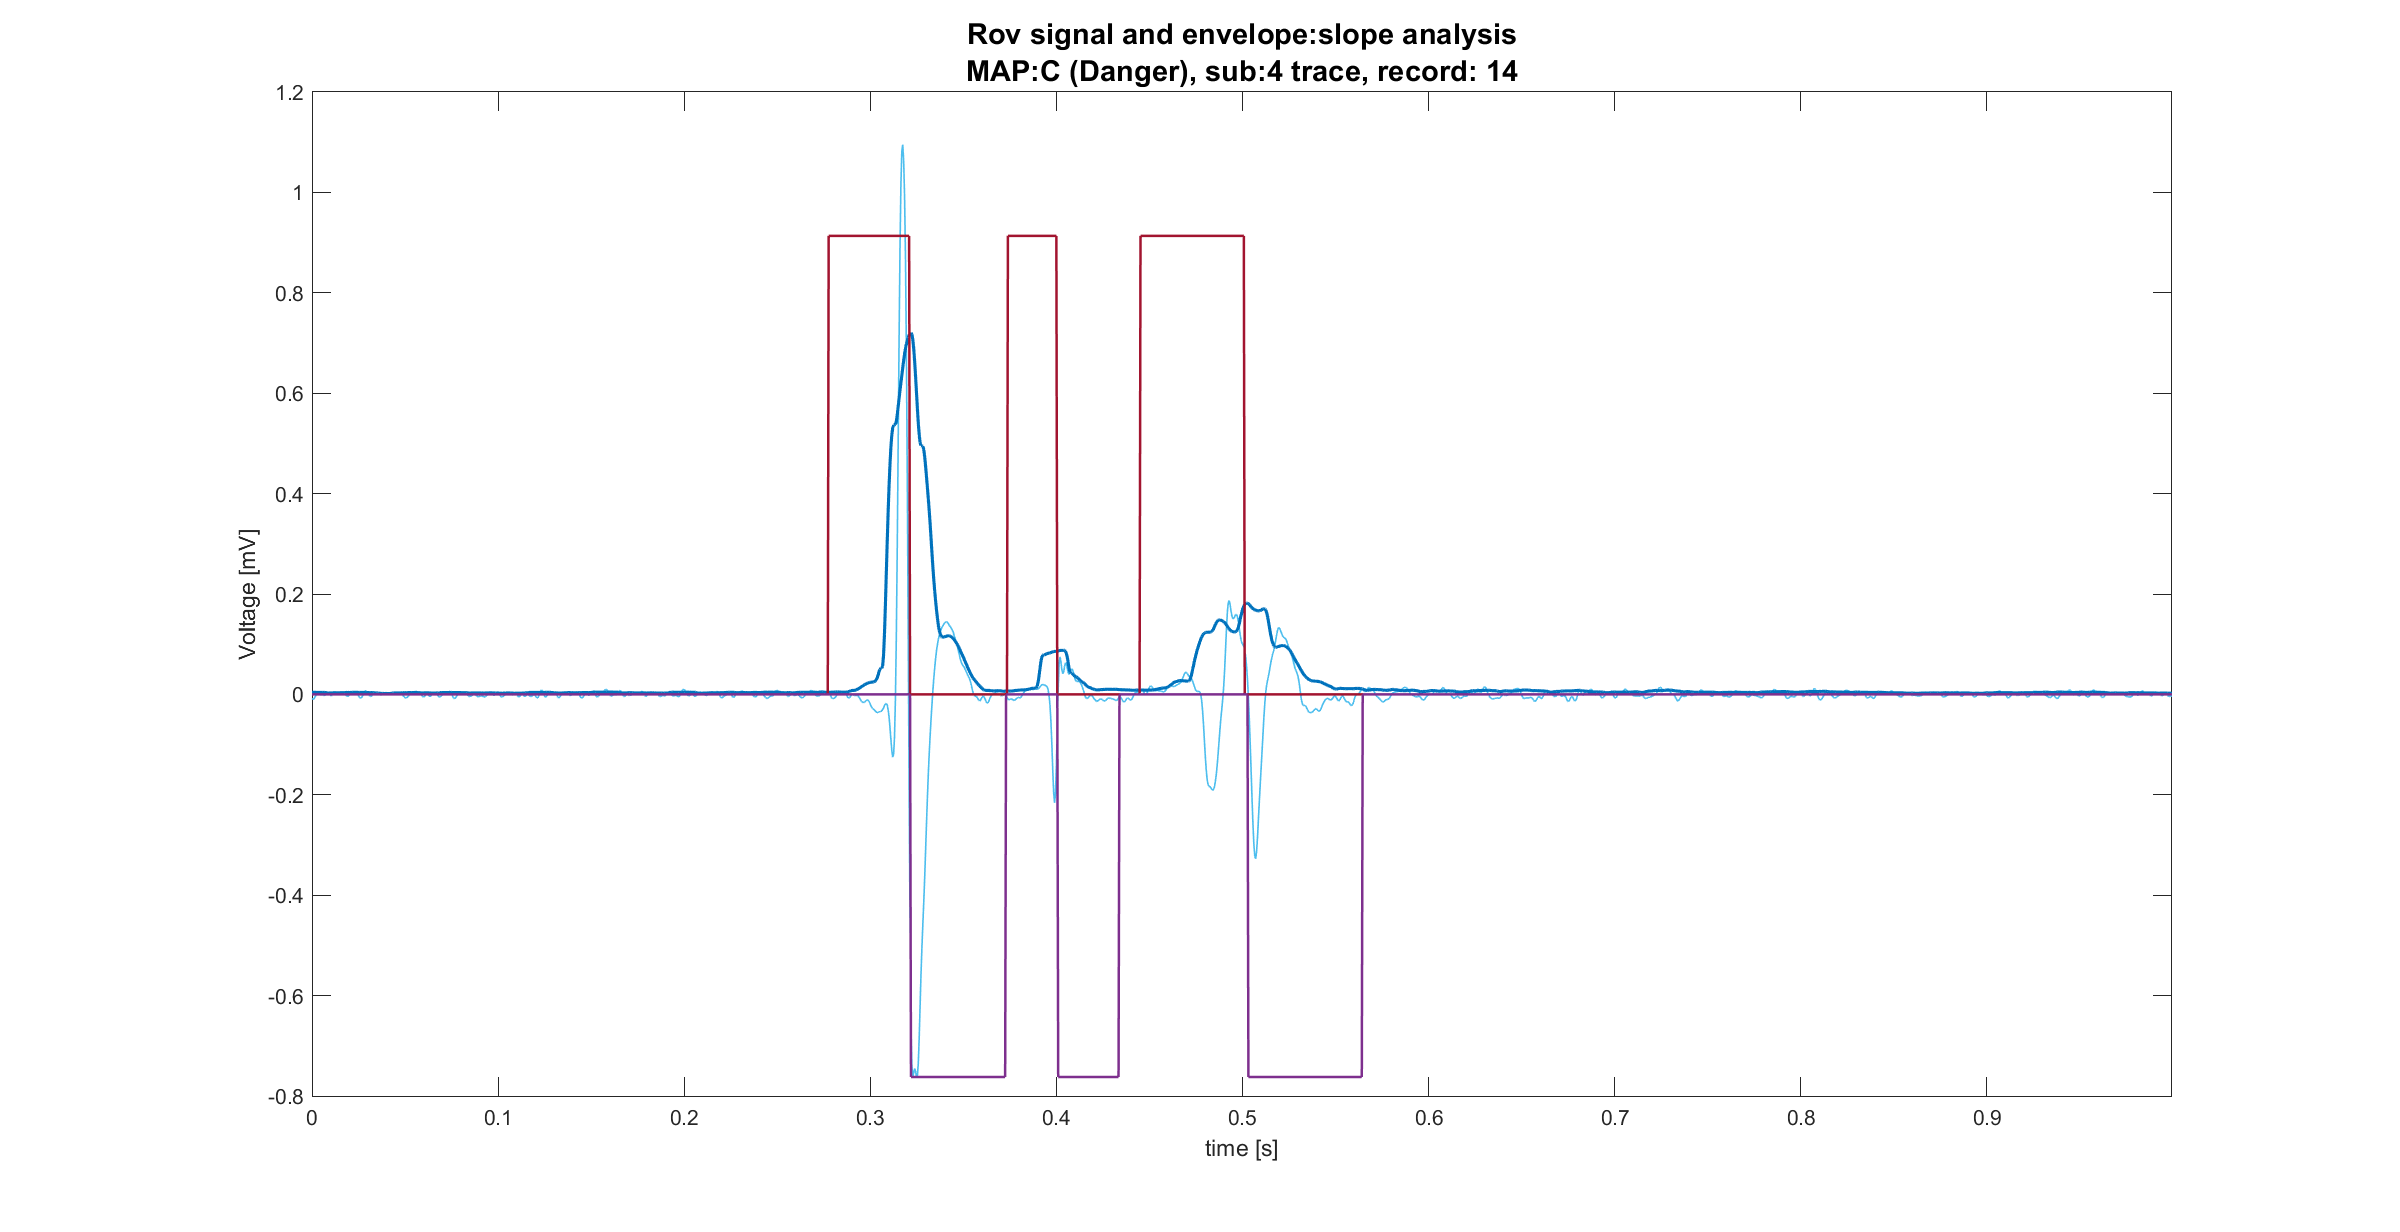 Rov signal and envelope:slope analysis
MAP:C (Danger), sub:4 trace, record: 14
1.2
1
0.8
0.6
0.4
0.2
0
-0.2
-0.4
-0.6
-0.8
Voltage [mV]
0 0.1 0.2 0.3 0.4 0.5 0.6 0.7 0.8 0.9
time [s]